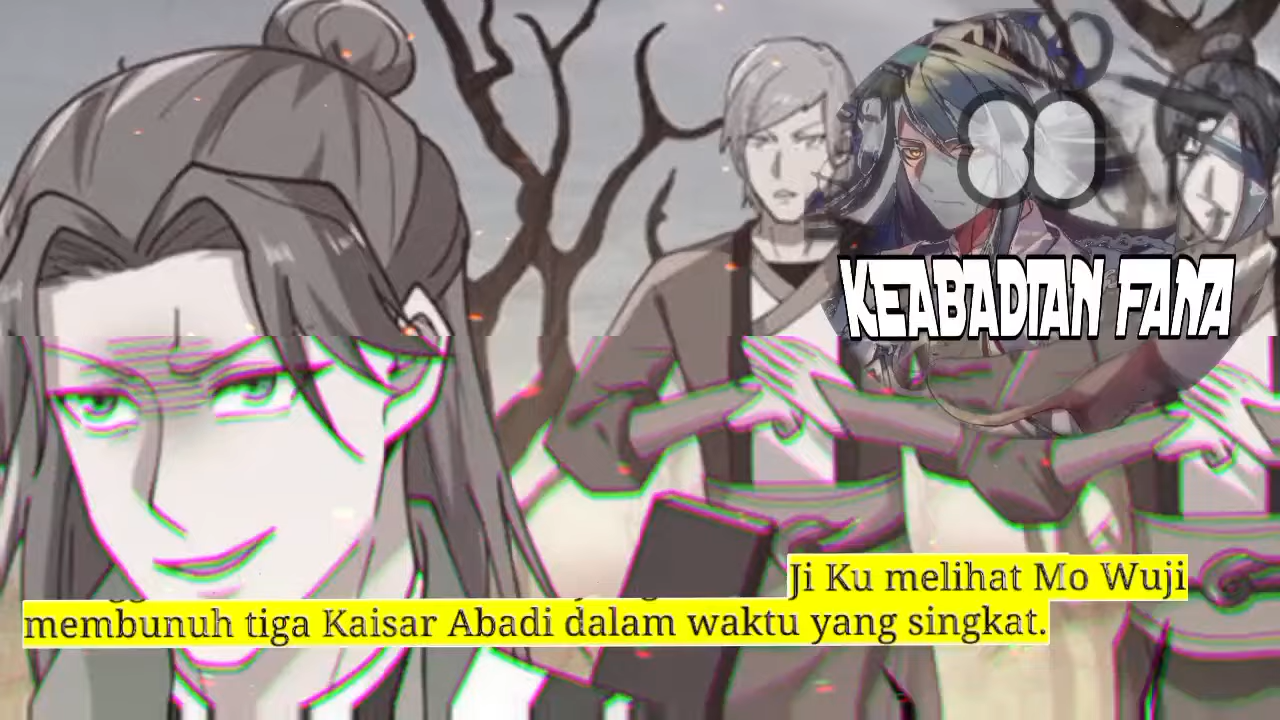 KEABADIAN FANA
Ji Ku melihat Mo Wuji
membunuh tiga Kaisar Abadi dalam waktu yang singkat.